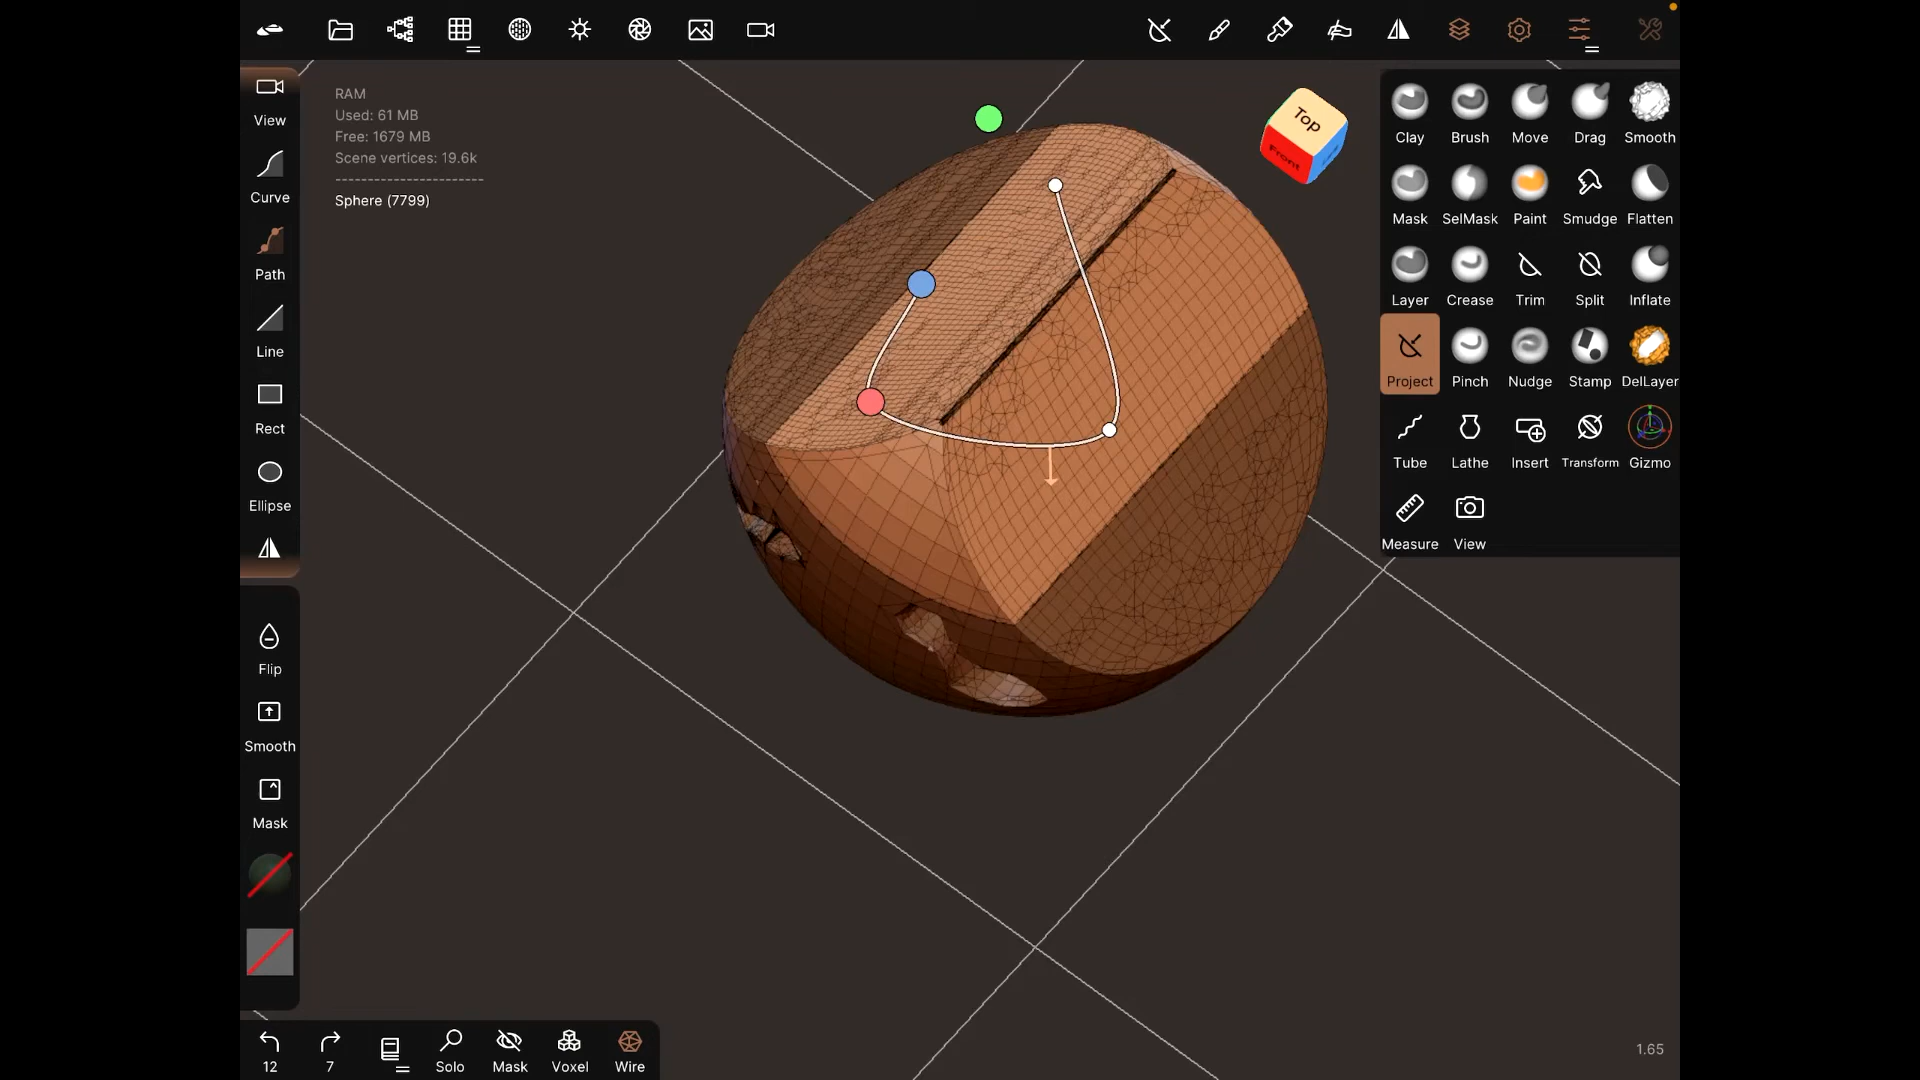 RAM
Used: 61 MB
Free: 1679 MB
Scene vertices: 19.6k
------------------------
Sphere (7799)
View
Curve
Path
Line
Rect
Ellipse
Flip
Smooth
Mask
Top
Front
Clay Brush Move Drag Smooth
Mask SelMask Paint Smudge Flatten
Layer Crease Trim Split Inflate
Project Pinch Nudge Stamp DelLayer
Tube Lathe Insert Transform Gizmo
Measure View
12 7 Solo Mask Voxel Wire
1.65